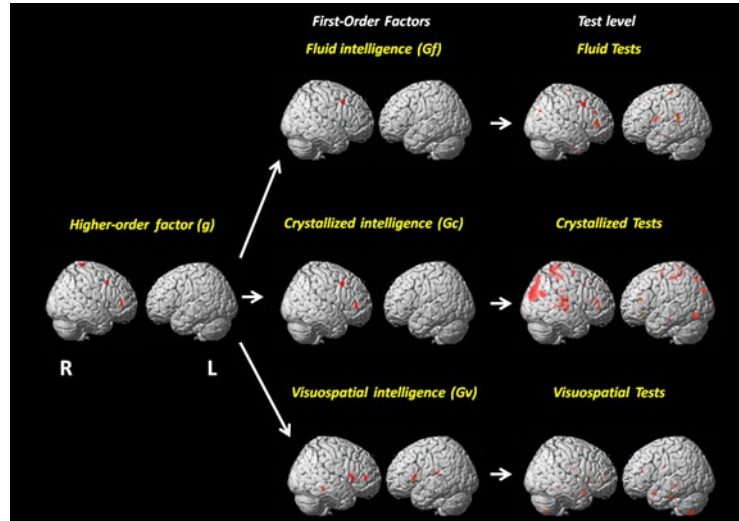 First-Order Factors
Test level
Fluid intelligence (Gf)
Fluid Tests
Higher-order factor (g)
Crystallized intelligence (Gc)
Crystallized Tests
R
L
Visuospatial intelligence (Gv)
Visuospatial Tests